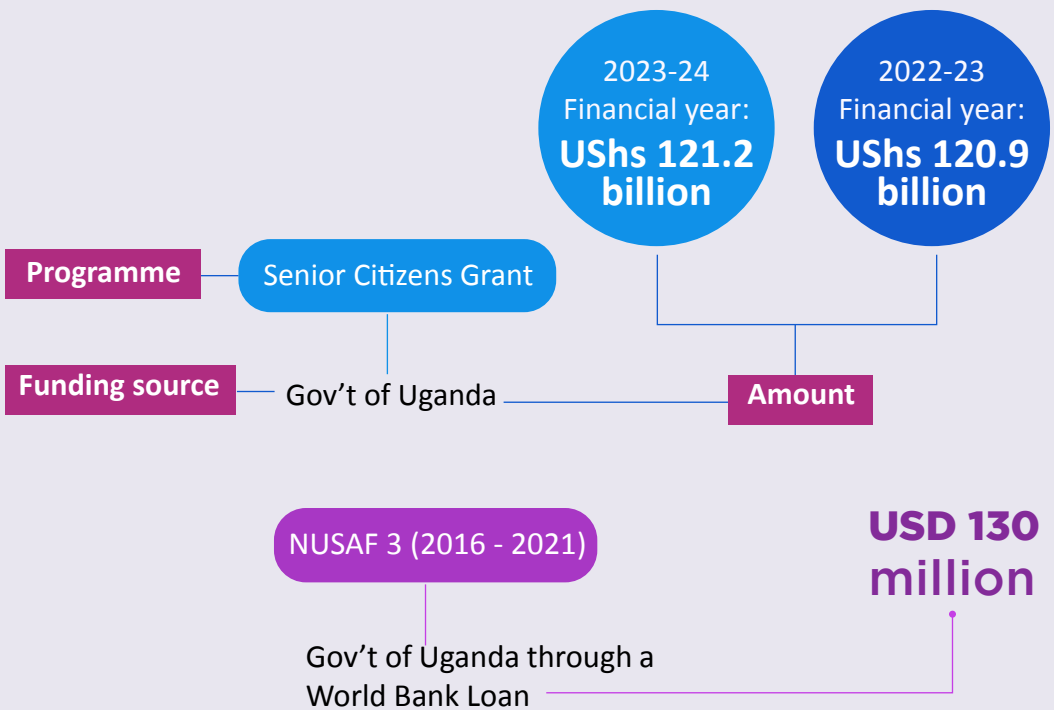 2023-24
Financial year:
UShs 121.2
billion
2022-23
Financial year:
UShs 120.9
billion
Programme
Senior Citizens Grant
Funding source
Gov't of Uganda
Amount
NUSAF 3 (2016 - 2021)
USD 130
million
Gov't of Uganda through a
World Bank Loan